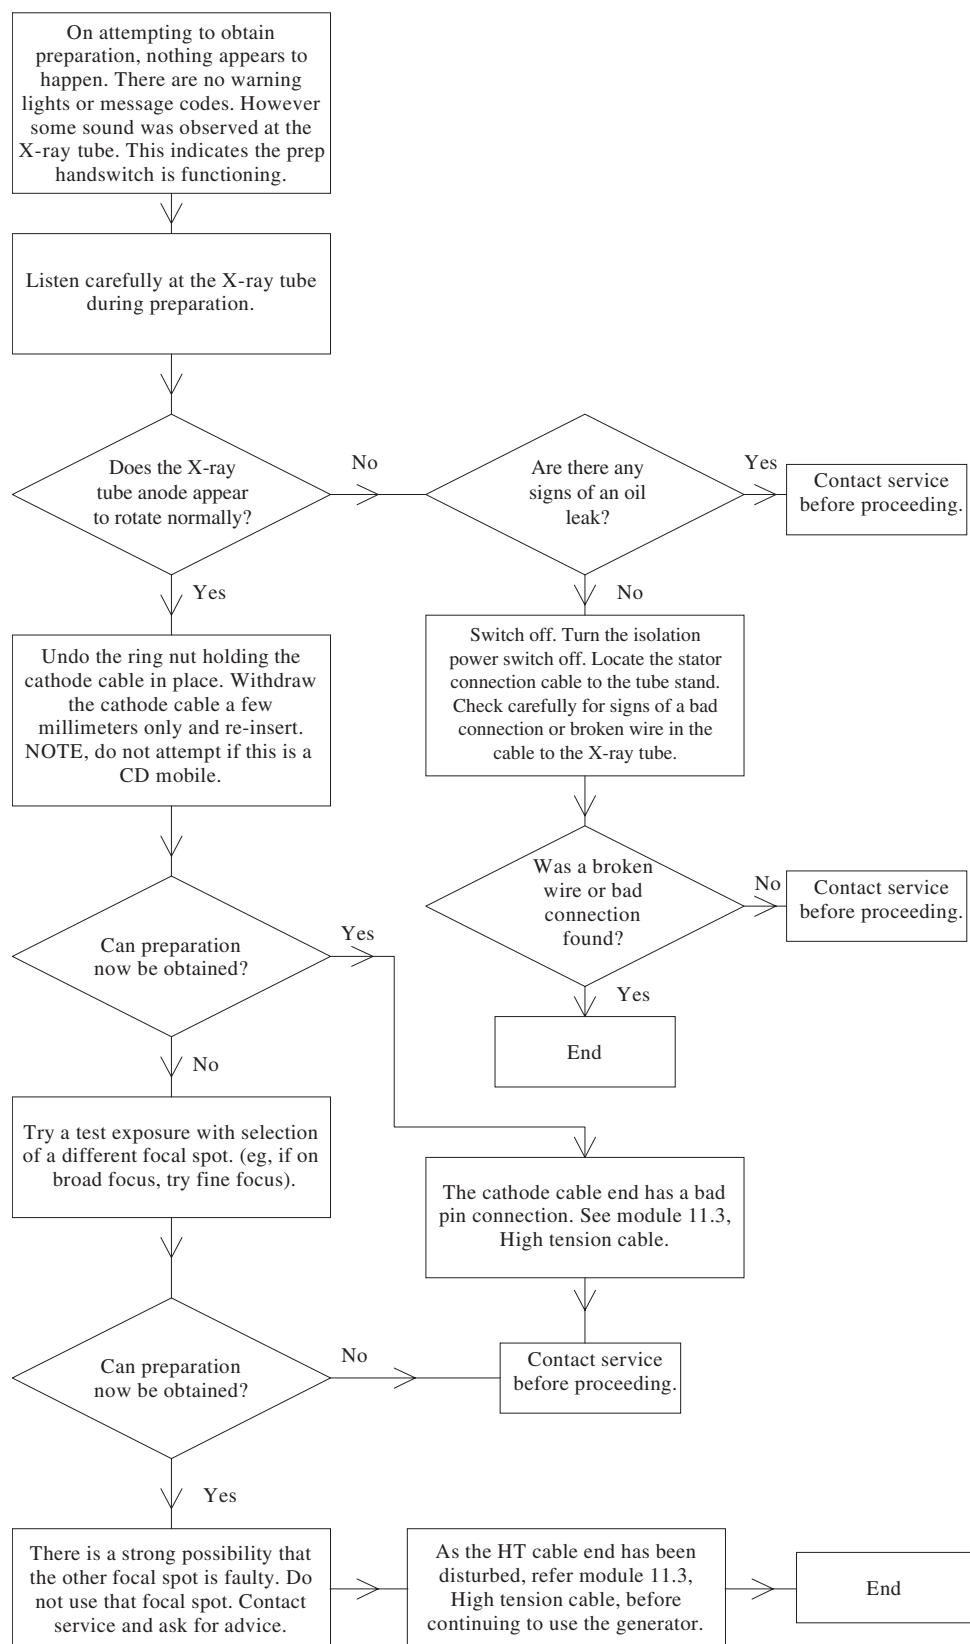 On attempting to obtain
preparation, nothing appears to
happen. There are no warning
lights or message codes. However
some sound was observed at the
X-ray tube. This indicates the prep
handswitch is functioning.
Listen carefully at the X-ray tube
during preparation.
Does the X-ray
tube anode appear
to rotate normally?
No
Are there any
signs of an oil
leak?
Yes
Contact service
before proceeding.
Yes
No
Undo the ring nut holding the
cathode cable in place. Withdraw
the cathode cable a few
millimeters only and re-insert.
NOTE, do not attempt if this is a
CD mobile.
Switch off. Turn the isolation
power switch off. Locate the stator
connection cable to the tube stand.
Check carefully for signs of a bad
connection or broken wire in the
cable to the X-ray tube.
Was a broken
wire or bad
connection
found?
No
Contact service
before proceeding.
Can preparation
now be obtained?
Yes
Yes
End
No
Try a test exposure with selection
of a different focal spot. (eg, if on
broad focus, try fine focus).
The cathode cable end has a bad
pin connection. See module 11.3,
High tension cable.
Can preparation
now be obtained?
No
Contact service
before proceeding.
Yes
There is a strong possibility that
the other focal spot is faulty. Do
not use that focal spot. Contact
service and ask for advice.
As the HT cable end has been
disturbed, refer module 11.3,
High tension cable, before
continuing to use the generator.
End